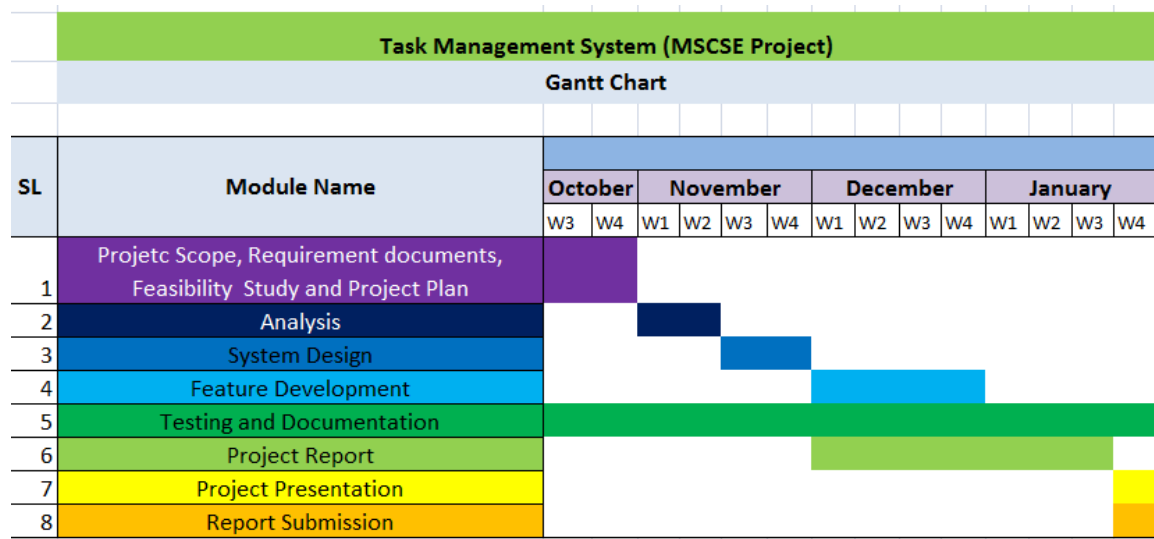 Task Management System (MSCSE Project)
Gantt Chart
SL Module Name
October November December January
W3 W4 W1 W2 W3 W4 W1 W2 W3 W4 W1 W2 W3 W4
Projetc Scope, Requirement documents,
1 Feasibility Study and Project Plan
2 Analysis
3 System Design
4 Feature Development
5 Testing and Documentation
6 Project Report
7 Project Presentation
8 Report Submission